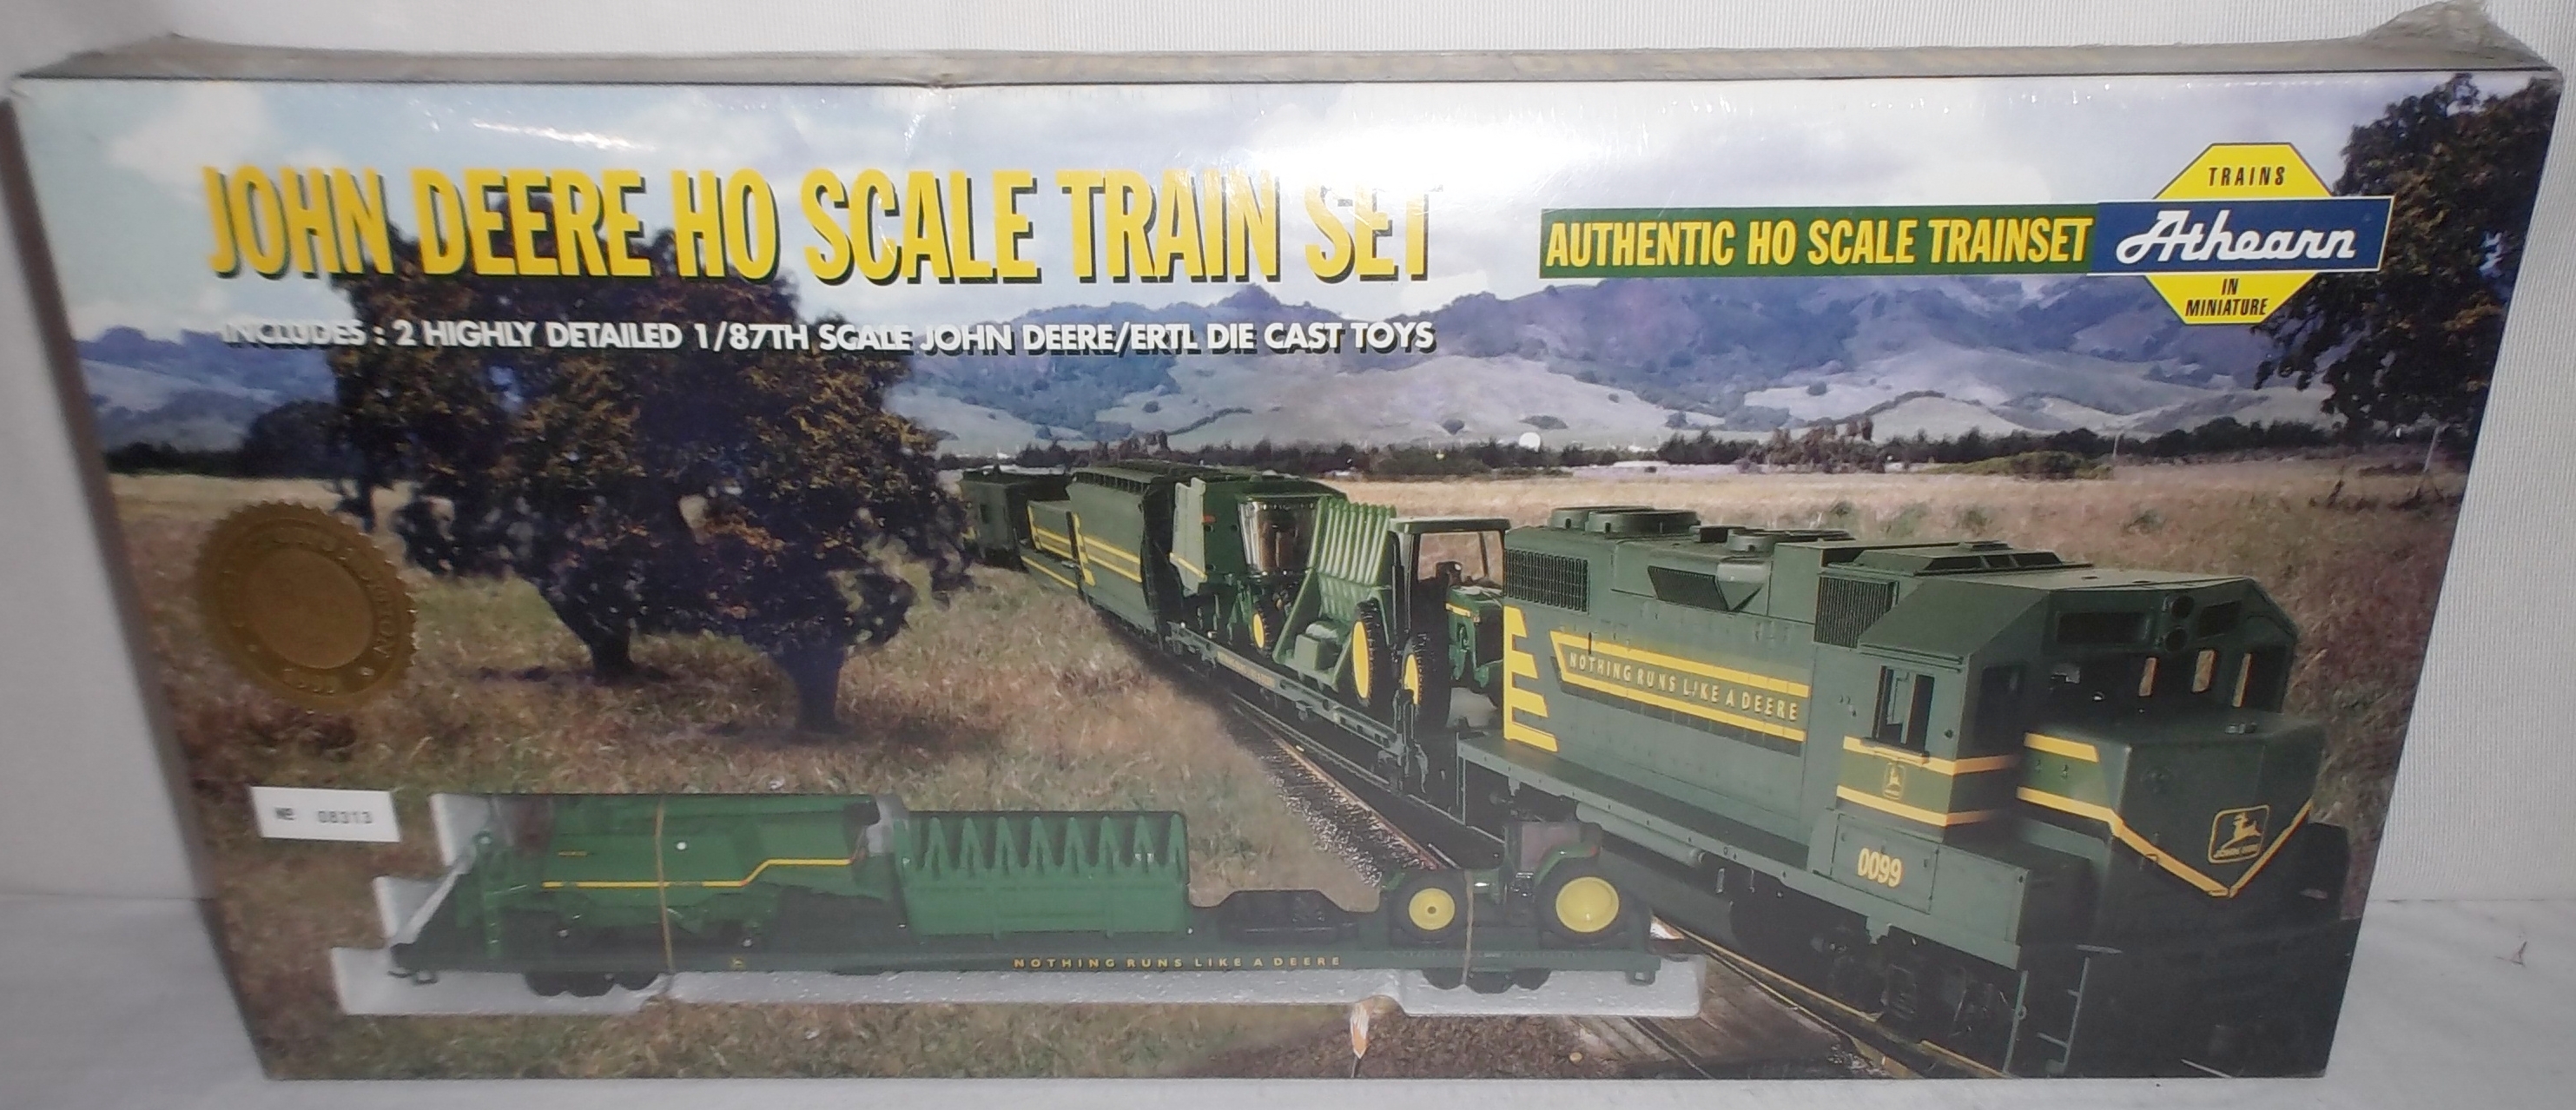 JOHN DEERE HO SCALE TRAIN SET
INCLUDES : 2 HIGHLY DETAILED 1/87TH SCALE JOHN DEERE/ERTL DIE CAST TOYS
AUTHENTIC HO SCALE TRAINSET
TRAINS
Athearn
IN
MINIATURE
NOTHING RUNS LIKE A DEERE
0099
JOHN DEERE
№ 08313
NOTHING RUNS LIKE A DEERE